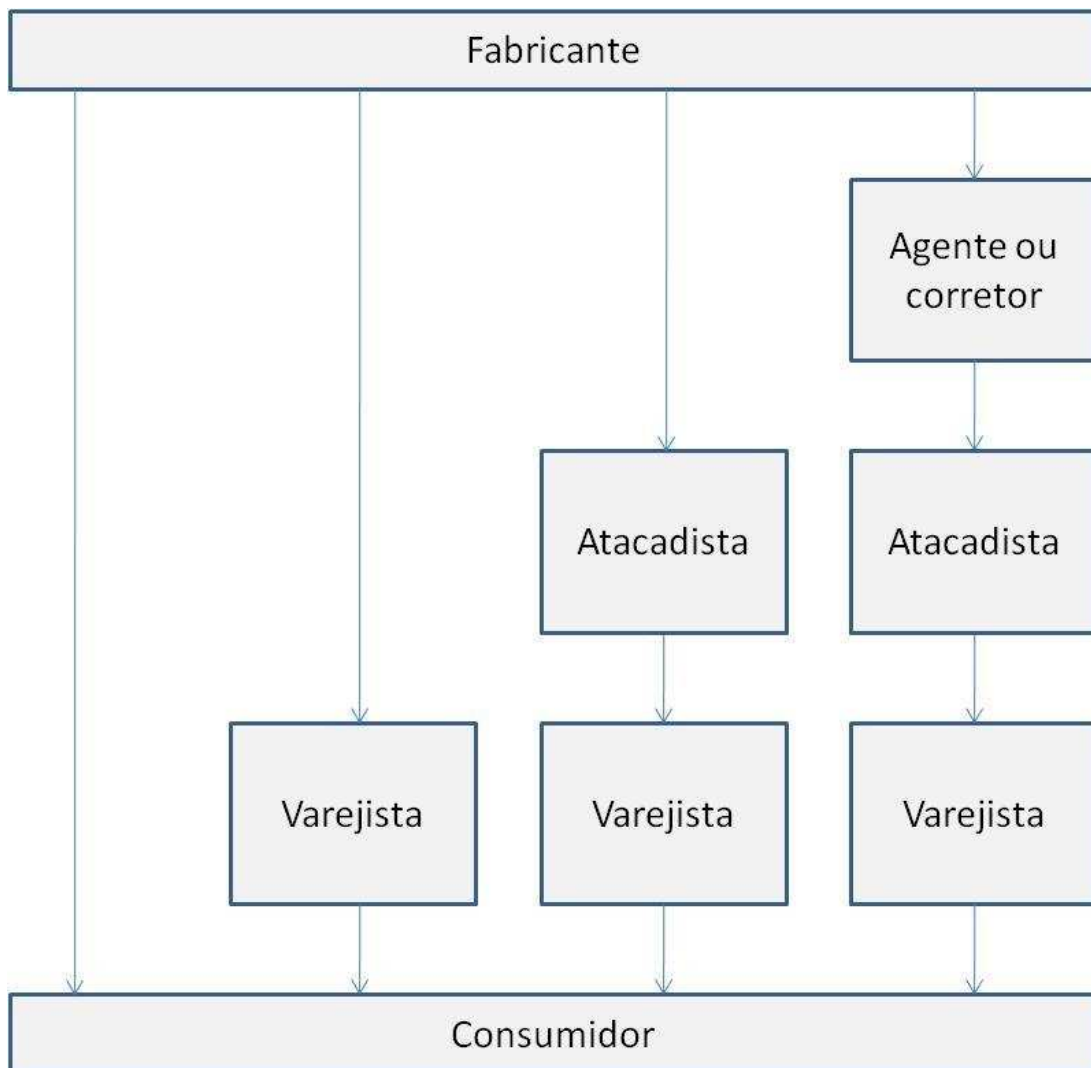 Fabricante
Agente ou
corretor
Atacadista
Atacadista
Varejista
Varejista
Varejista
Consumidor